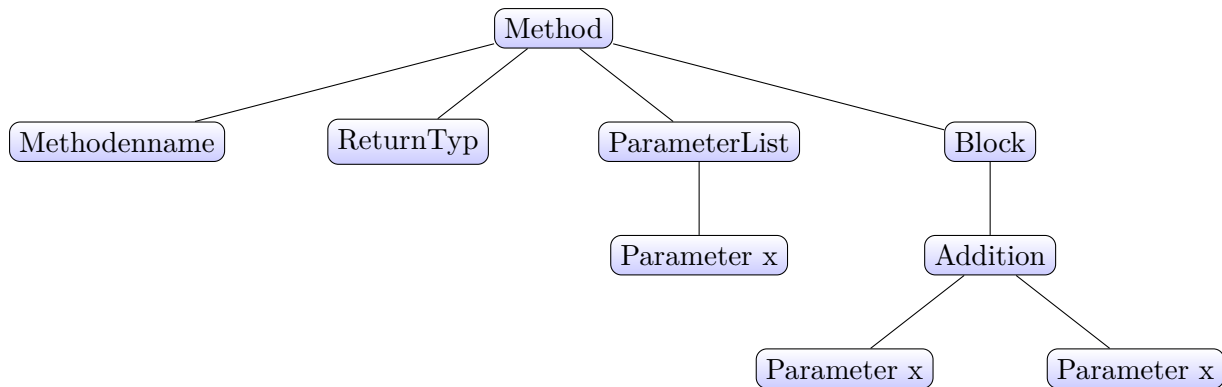 Method
Methodenname
ReturnTyp
ParameterList
Block
Parameter x
Addition
Parameter x
Parameter x